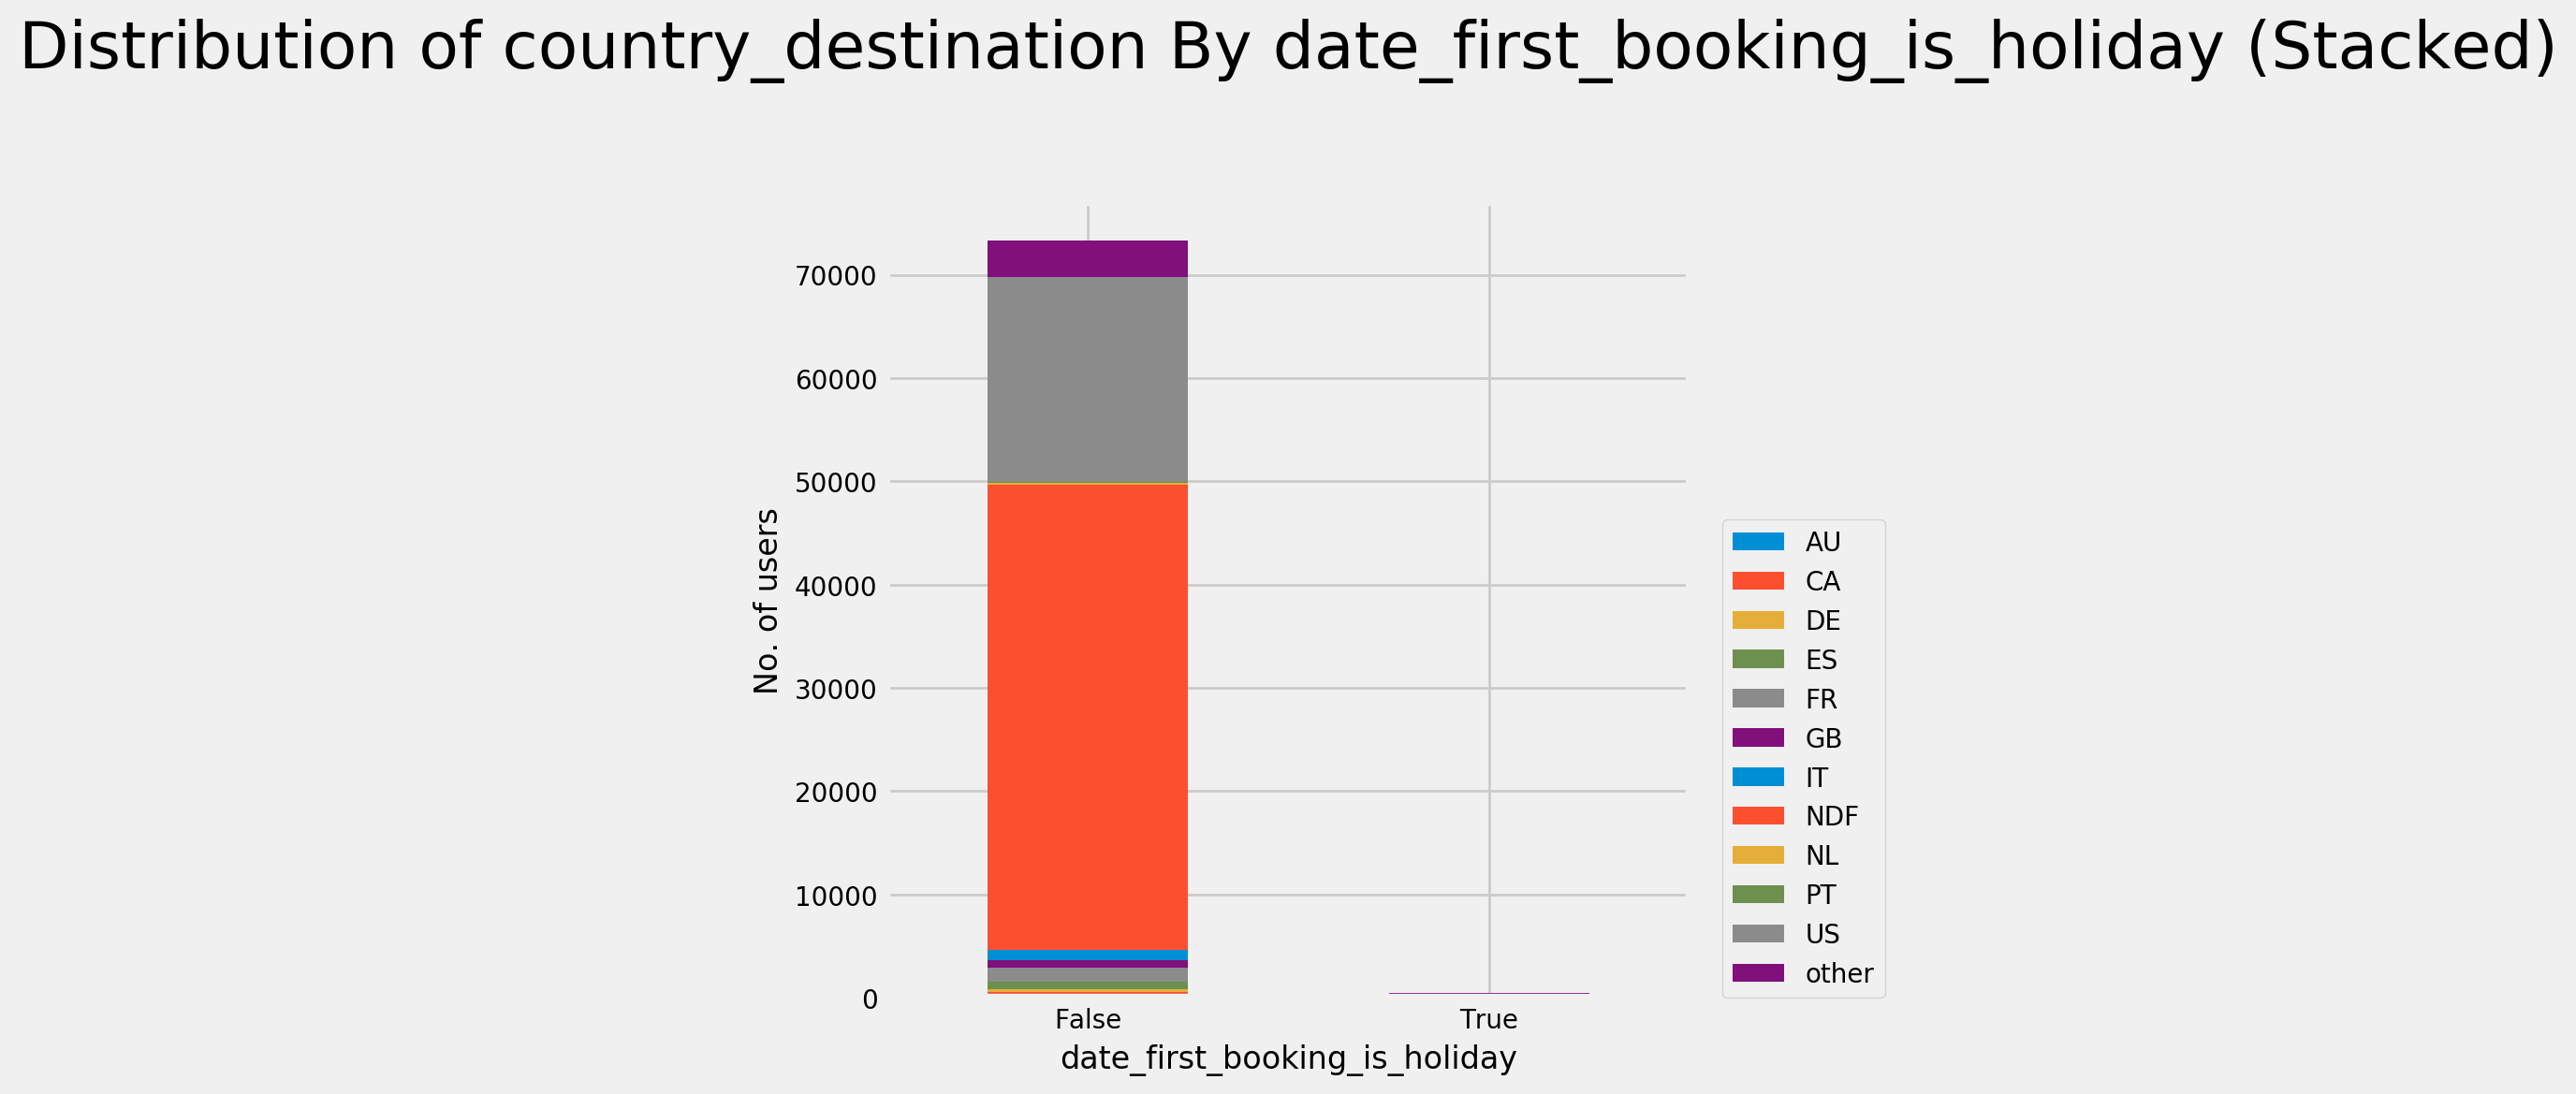 Distribution of country_destination By date_first_booking_is_holiday (Stacked)
70000
60000
50000
40000
30000
20000
10000
0
No. of users
False
True
date_first_booking_is_holiday
AU
CA
DE
ES
FR
GB
IT
NDF
NL
PT
US
other